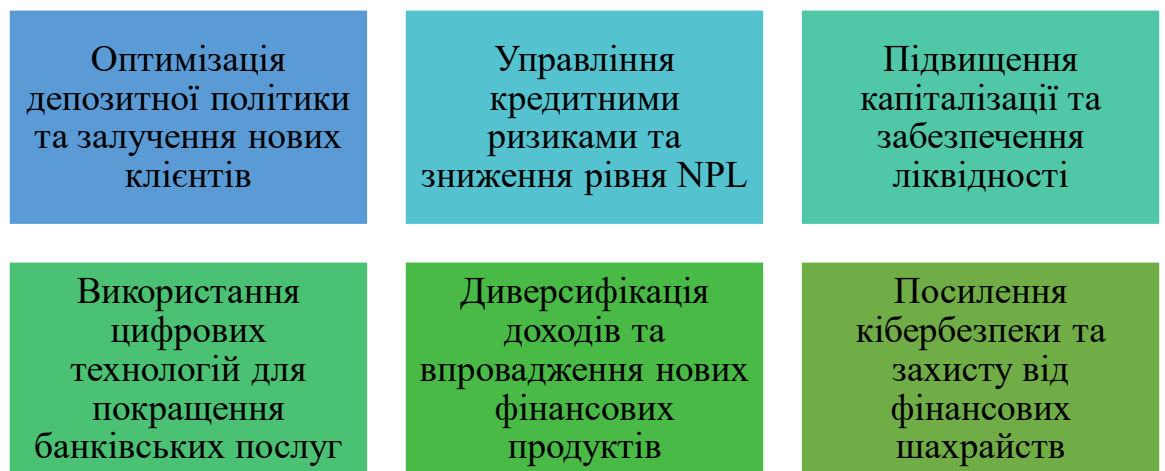 Оптимізація
депозитної політики
та залучення нових
клієнтів
Управління
кредитними
ризиками та
зниження рівня NPL
Підвищення
капіталізації та
забезпечення
ліквідності
Використання
цифрових
технологій для
покращення
банківських послуг
Диверсифікація
доходів та
впровадження нових
фінансових
продуктів
Посилення
кібербезпеки та
захисту від
фінансових
шахрайств